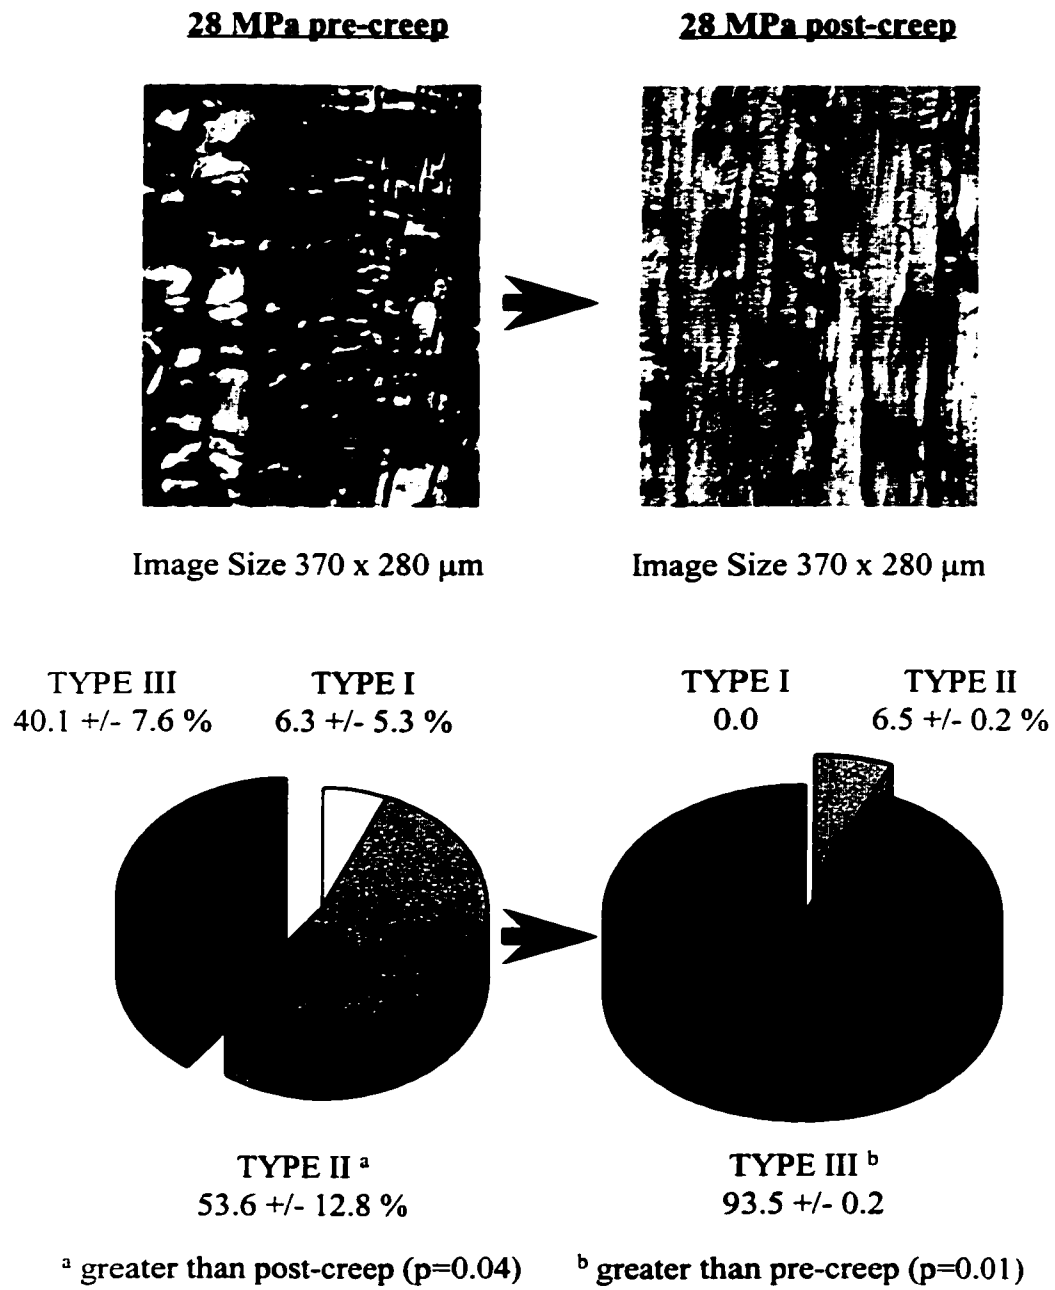 28 MPa pre-creep
28 MPa post-creep
Image Size 370 x 280 μm
Image Size 370 x 280 μm
TYPE III
40.1 +/- 7.6 %
TYPE I
6.3 +/- 5.3 %
TYPE I
0.0
TYPE II
6.5 +/- 0.2 %
TYPE II ᵃ
53.6 +/- 12.8 %
TYPE III ᵇ
93.5 +/- 0.2
ᵃ greater than post-creep (p=0.04)
ᵇ greater than pre-creep (p=0.01)